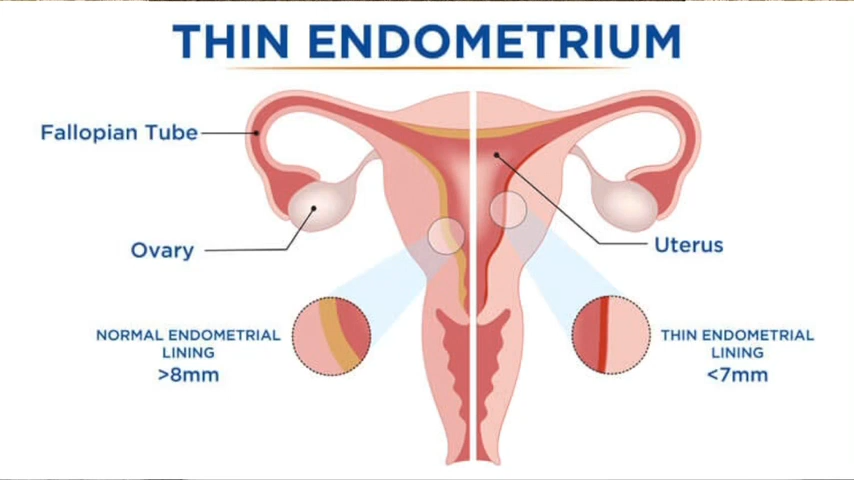 THIN ENDOMETRIUM
Fallopian Tube
Ovary
Uterus
NORMAL ENDOMETRIAL
LINING
>8mm
THIN ENDOMETRIAL
LINING
<7mm